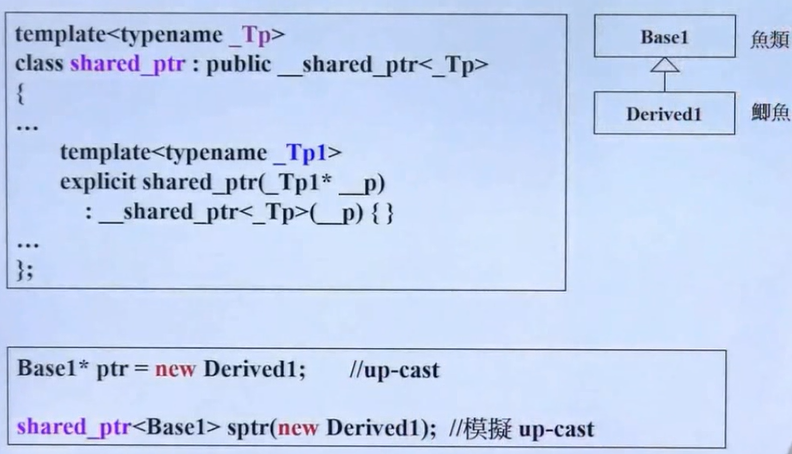 template<typename _Tp>
class shared_ptr : public __shared_ptr<_Tp>
{
...
template<typename _Tp1>
explicit shared_ptr(_Tp1* __p)
: __shared_ptr<_Tp>(__p) { }
...
};
Base1
魚類
Derived1
鯽魚
Base1* ptr = new Derived1; //up-cast
shared_ptr<Base1> sptr(new Derived1); //模擬 up-cast